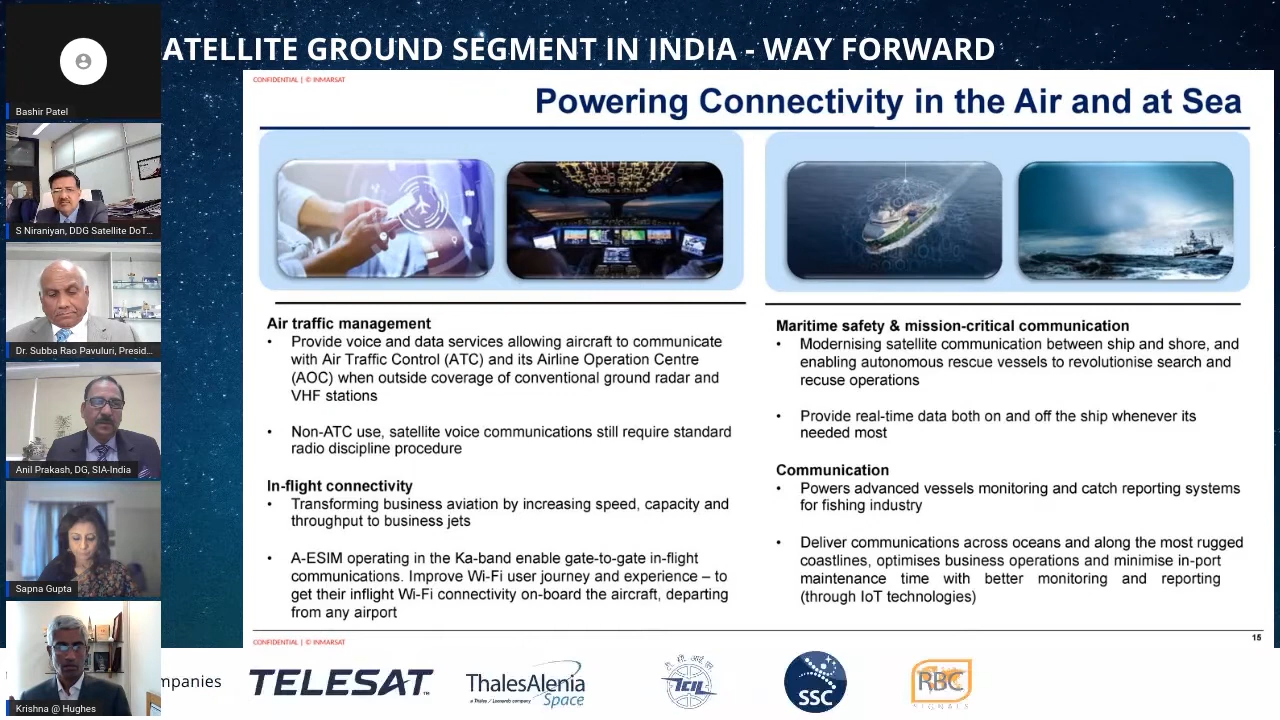 ATELLITE GROUND SEGMENT IN INDIA - WAY FORWARD
Bashir Patel
S Niraniyan, DDG Satellite DoT...
Dr. Subba Rao Pavuluri, Presid...
Anil Prakash, DG, SIA-India
Sapna Gupta
Krishna @ Hughes
CONFIDENTIAL | © INMARSAT
Powering Connectivity in the Air and at Sea
Air traffic management
• Provide voice and data services allowing aircraft to communicate
with Air Traffic Control (ATC) and its Airline Operation Centre
(AOC) when outside coverage of conventional ground radar and
VHF stations
• Non-ATC use, satellite voice communications still require standard
radio discipline procedure
In-flight connectivity
• Transforming business aviation by increasing speed, capacity and
throughput to business jets
• A-ESIM operating in the Ka-band enable gate-to-gate in-flight
communications. Improve Wi-Fi user journey and experience – to
get their inflight Wi-Fi connectivity on-board the aircraft, departing
from any airport
Maritime safety & mission-critical communication
• Modernising satellite communication between ship and shore, and
enabling autonomous rescue vessels to revolutionise search and
recuse operations
• Provide real-time data both on and off the ship whenever its
needed most
Communication
• Powers advanced vessels monitoring and catch reporting systems
for fishing industry
• Deliver communications across oceans and along the most rugged
coastlines, optimises business operations and minimise in-port
maintenance time with better monitoring and reporting
(through IoT technologies)
CONFIDENTIAL | © INMARSAT
15
mpanies
TELESAT
ThalesAlenia
a Thales / Leonardo company
Space
SSC
RBC
SIGNALS